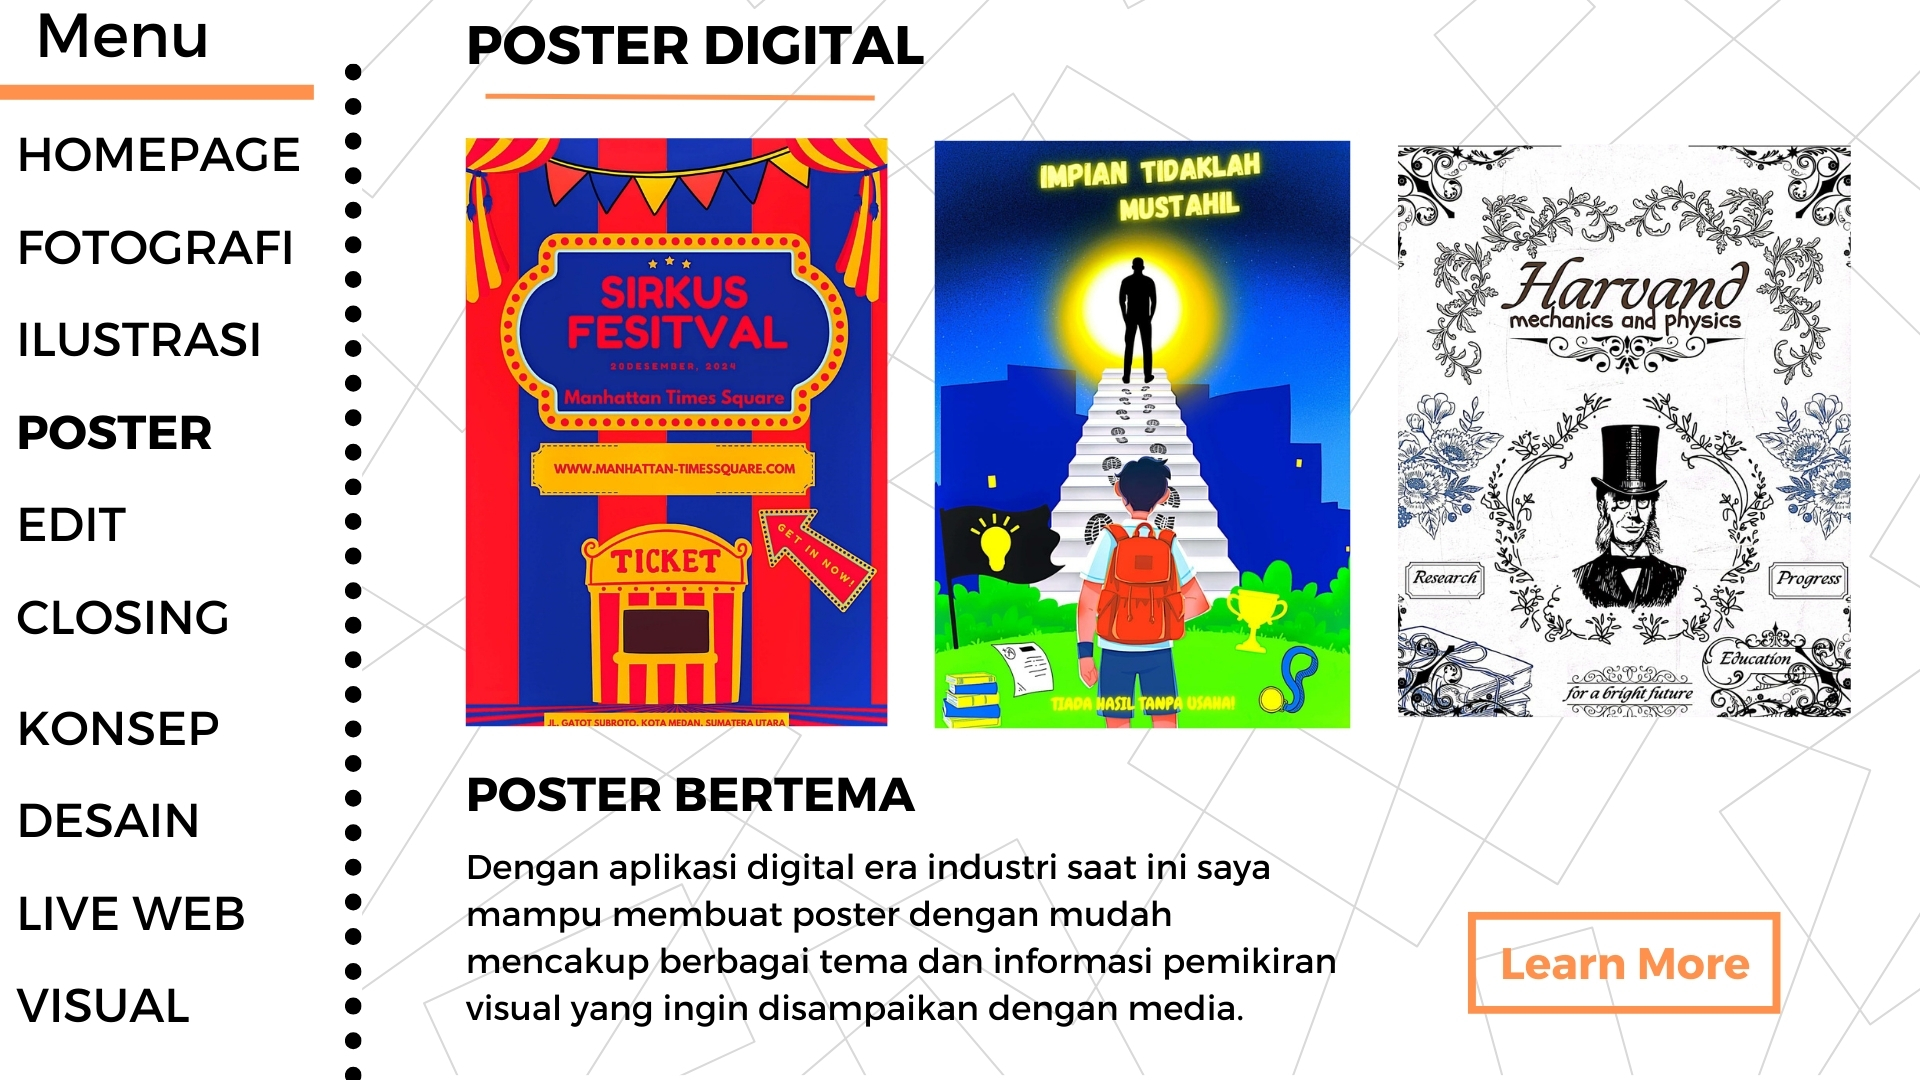 Menu
HOMEPAGE
FOTOGRAFI
ILUSTRASI
POSTER
EDIT
CLOSING
KONSEP
DESAIN
LIVE WEB
VISUAL
POSTER DIGITAL
SIRKUS
FESITVAL
20DESEMBER, 2024
Manhattan Times Square
WWW.MANHATTAN-TIMESSQUARE.COM
GET IN NOW!
TICKET
JL. GATOT SUBROTO, KOTA MEDAN, SUMATERA UTARA
IMPIAN TIDAKLAH
MUSTAHIL
TIADA HASIL TANPA USAHA!
Harvand
mechanics and physics
Research
Progress
Education
for a bright future
POSTER BERTEMA
Dengan aplikasi digital era industri saat ini saya
mampu membuat poster dengan mudah
mencakup berbagai tema dan informasi pemikiran
visual yang ingin disampaikan dengan media.
Learn More